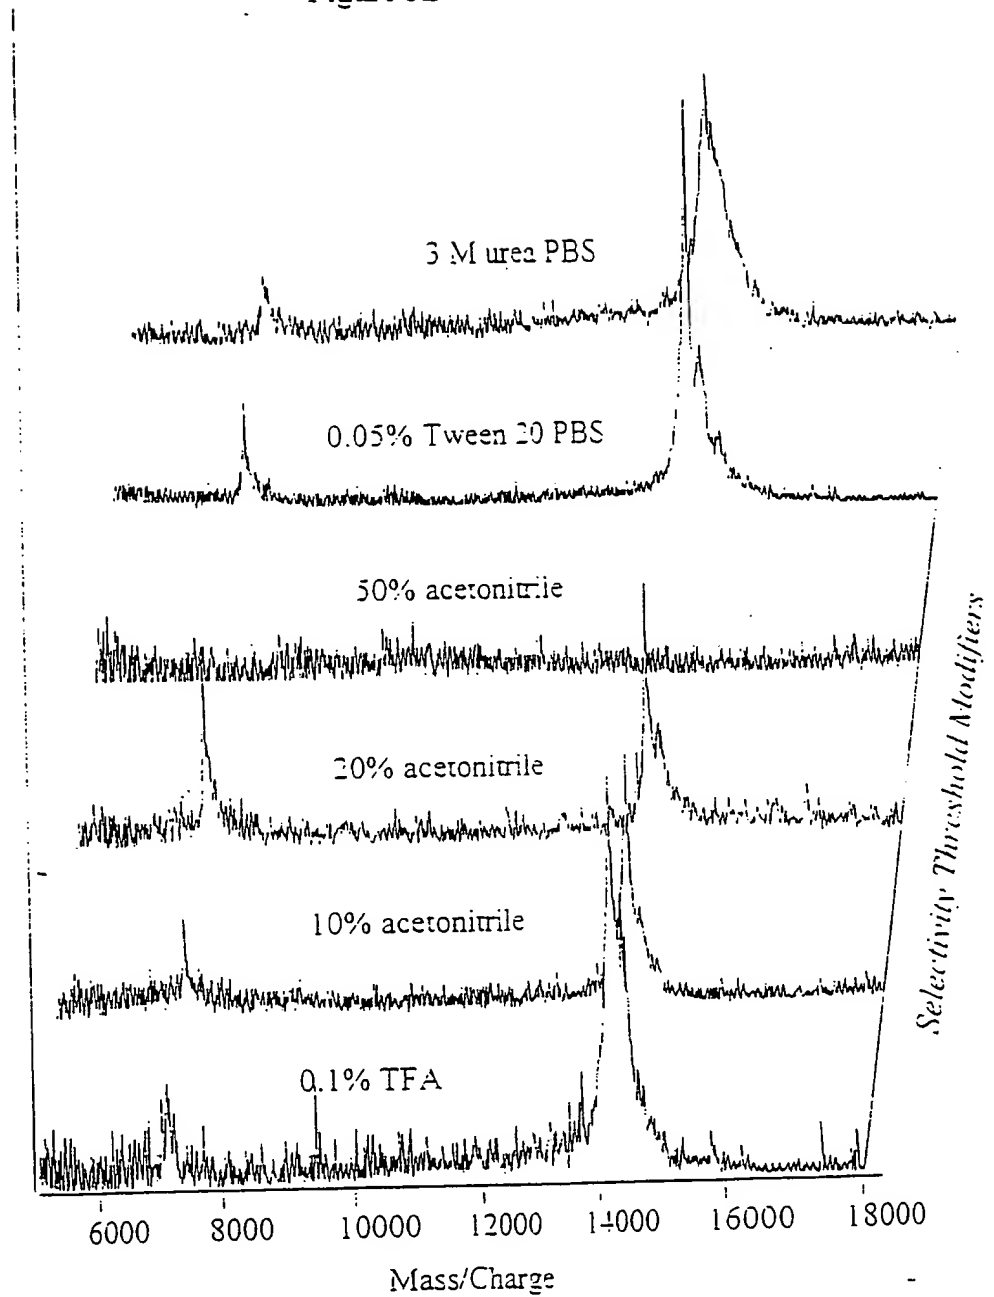 3 M urea PBS
0.05% Tween 20 PBS
50% acetonitrile
20% acetonitrile
10% acetonitrile
0.1% TFA
Selectivity Threshold Modifiers
6000 8000 10000 12000 14000 16000 18000
Mass/Charge